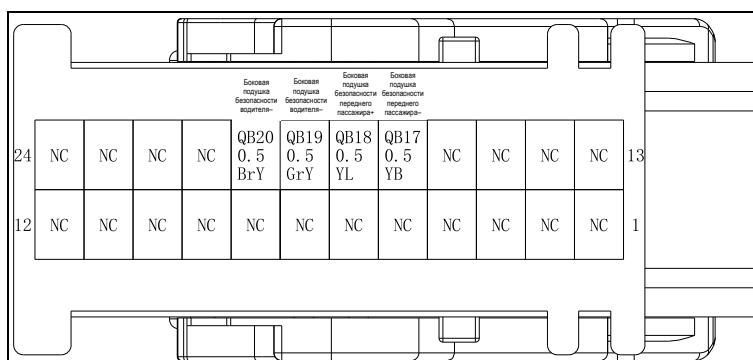 Боковая подушка безопасности водителя–
Боковая подушка безопасности водителя–
Боковая подушка безопасности переднего пассажира+
Боковая подушка безопасности переднего пассажира–
24 NC NC NC NC QB20 0.5 BrY QB19 0.5 GrY QB18 0.5 YL QB17 0.5 YB NC NC NC NC 13
12 NC NC NC NC NC NC NC NC NC NC NC NC 1